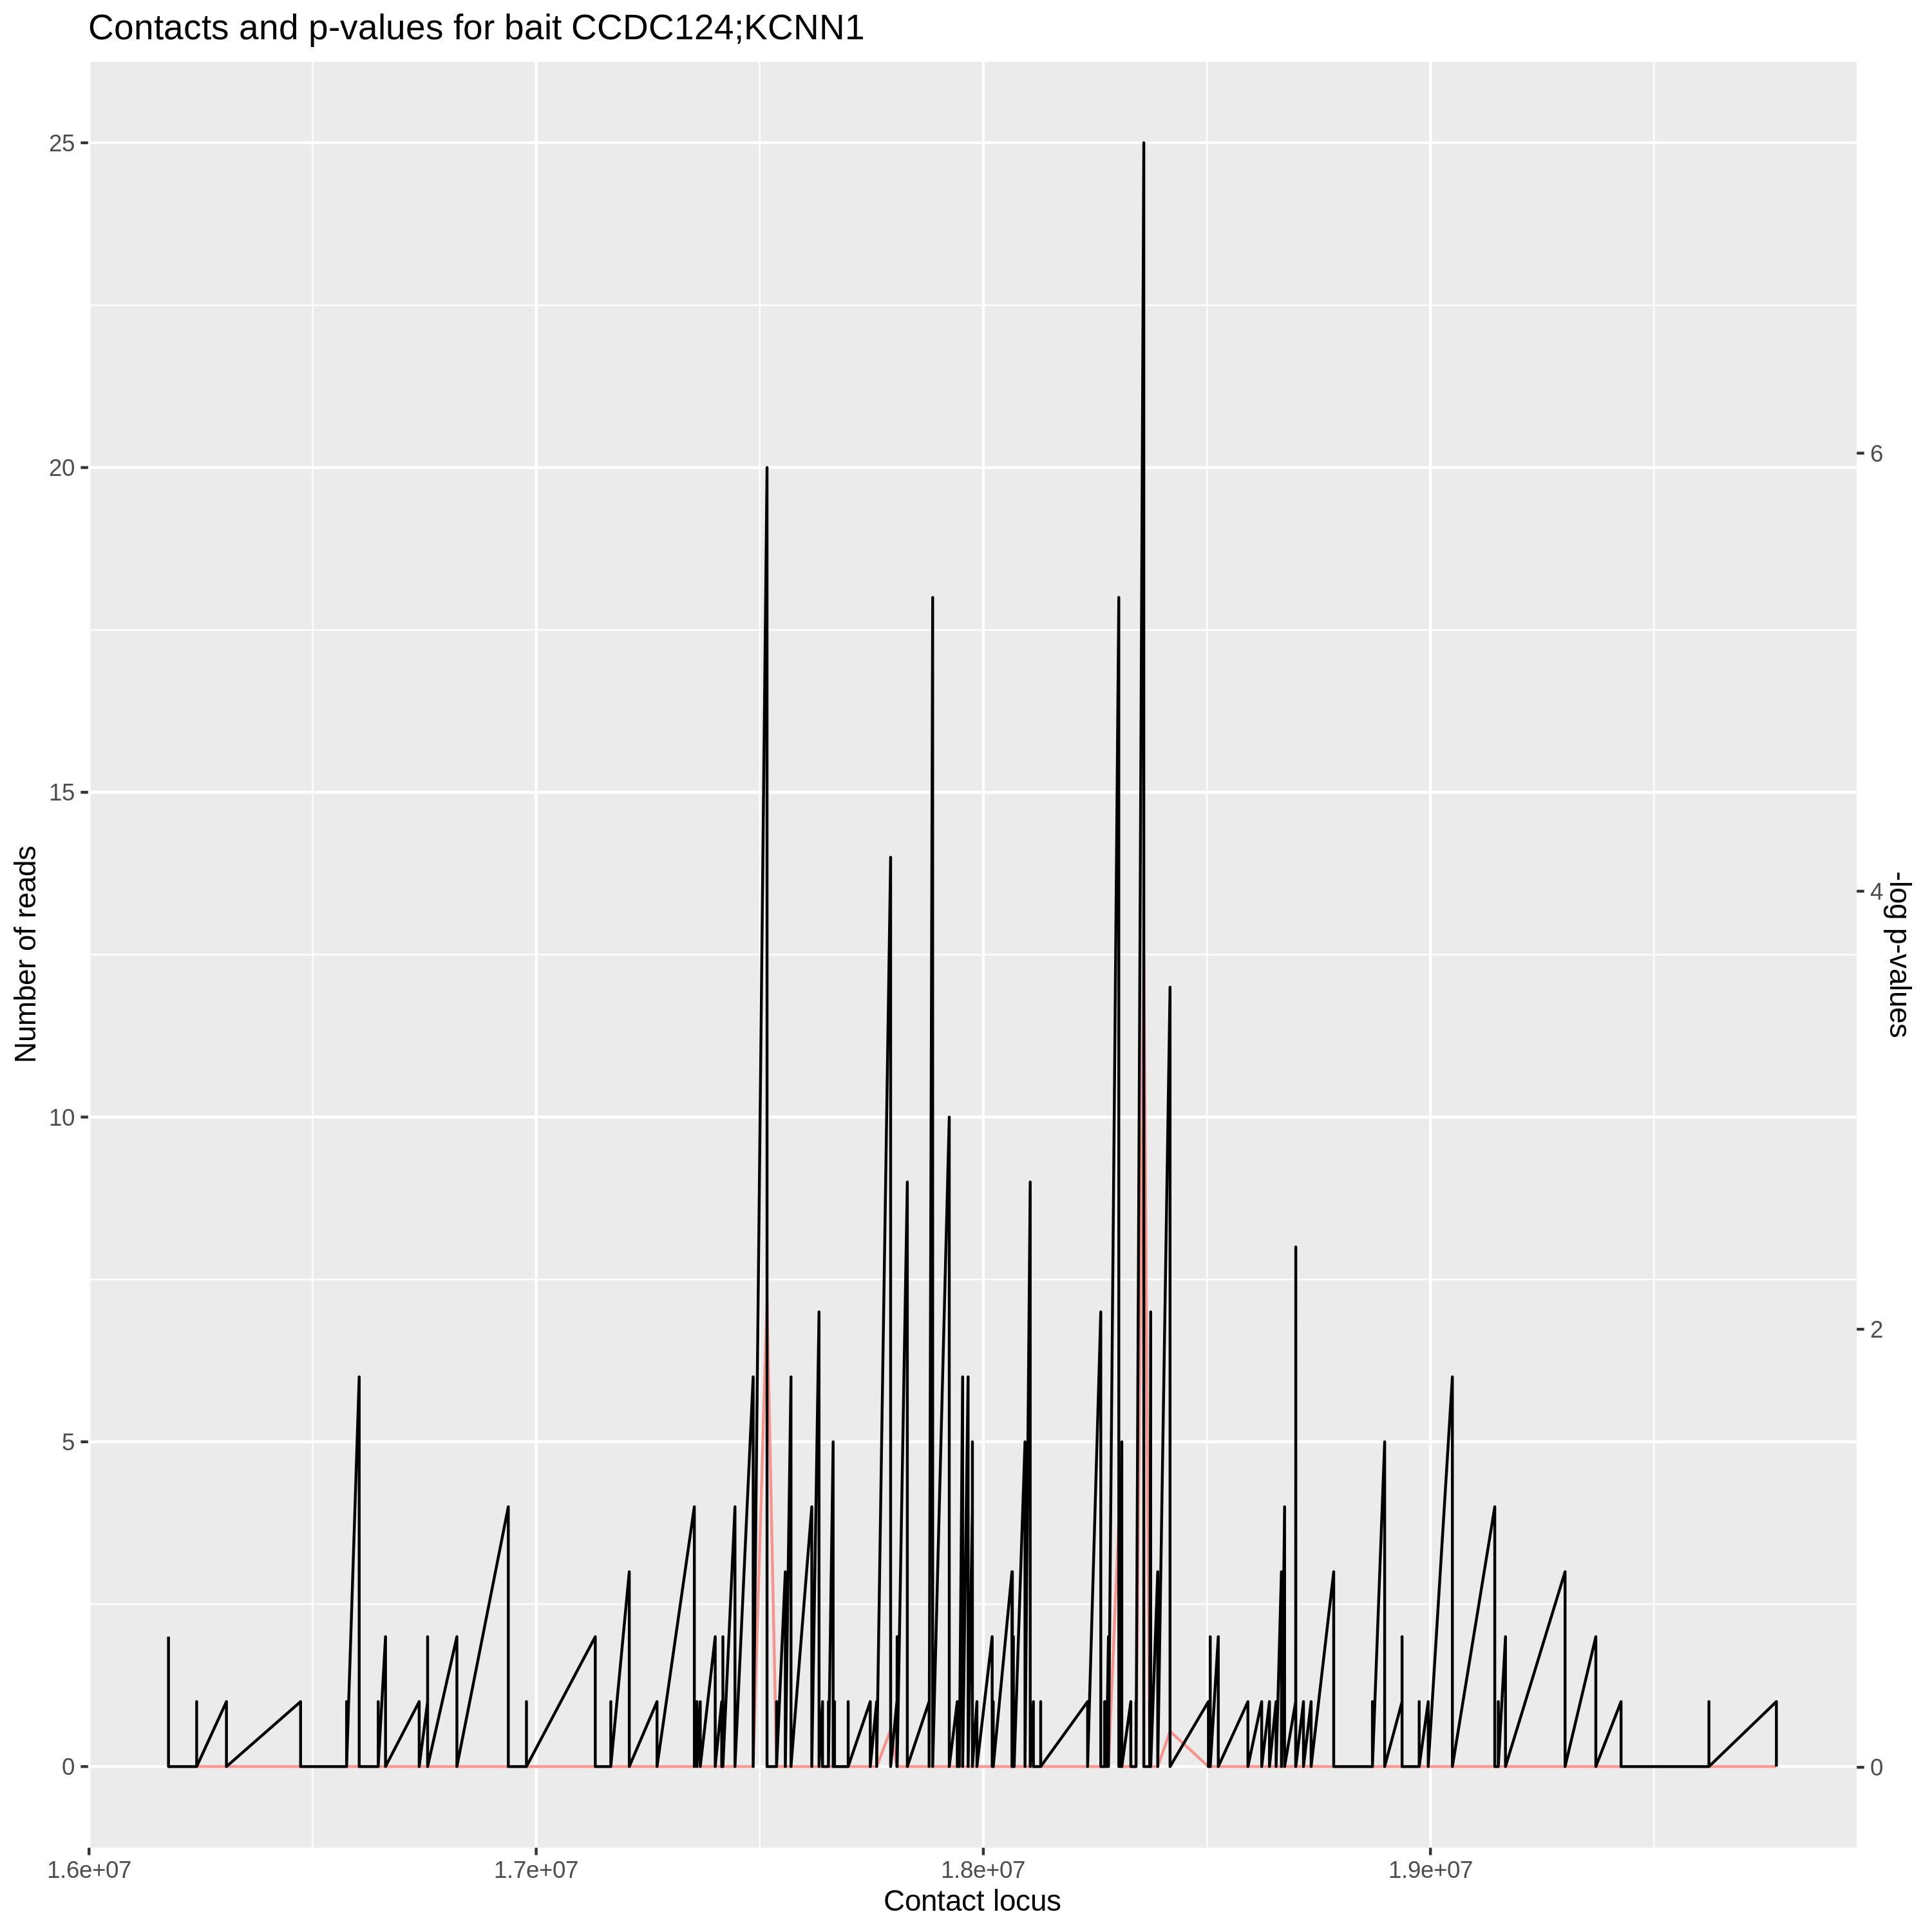 Contacts and p-values for bait CCDC124;KCNN1
25
20
15
10
5
0
Number of reads
6
4
2
0
-log p-values
1.6e+07 1.7e+07 1.8e+07 1.9e+07
Contact locus